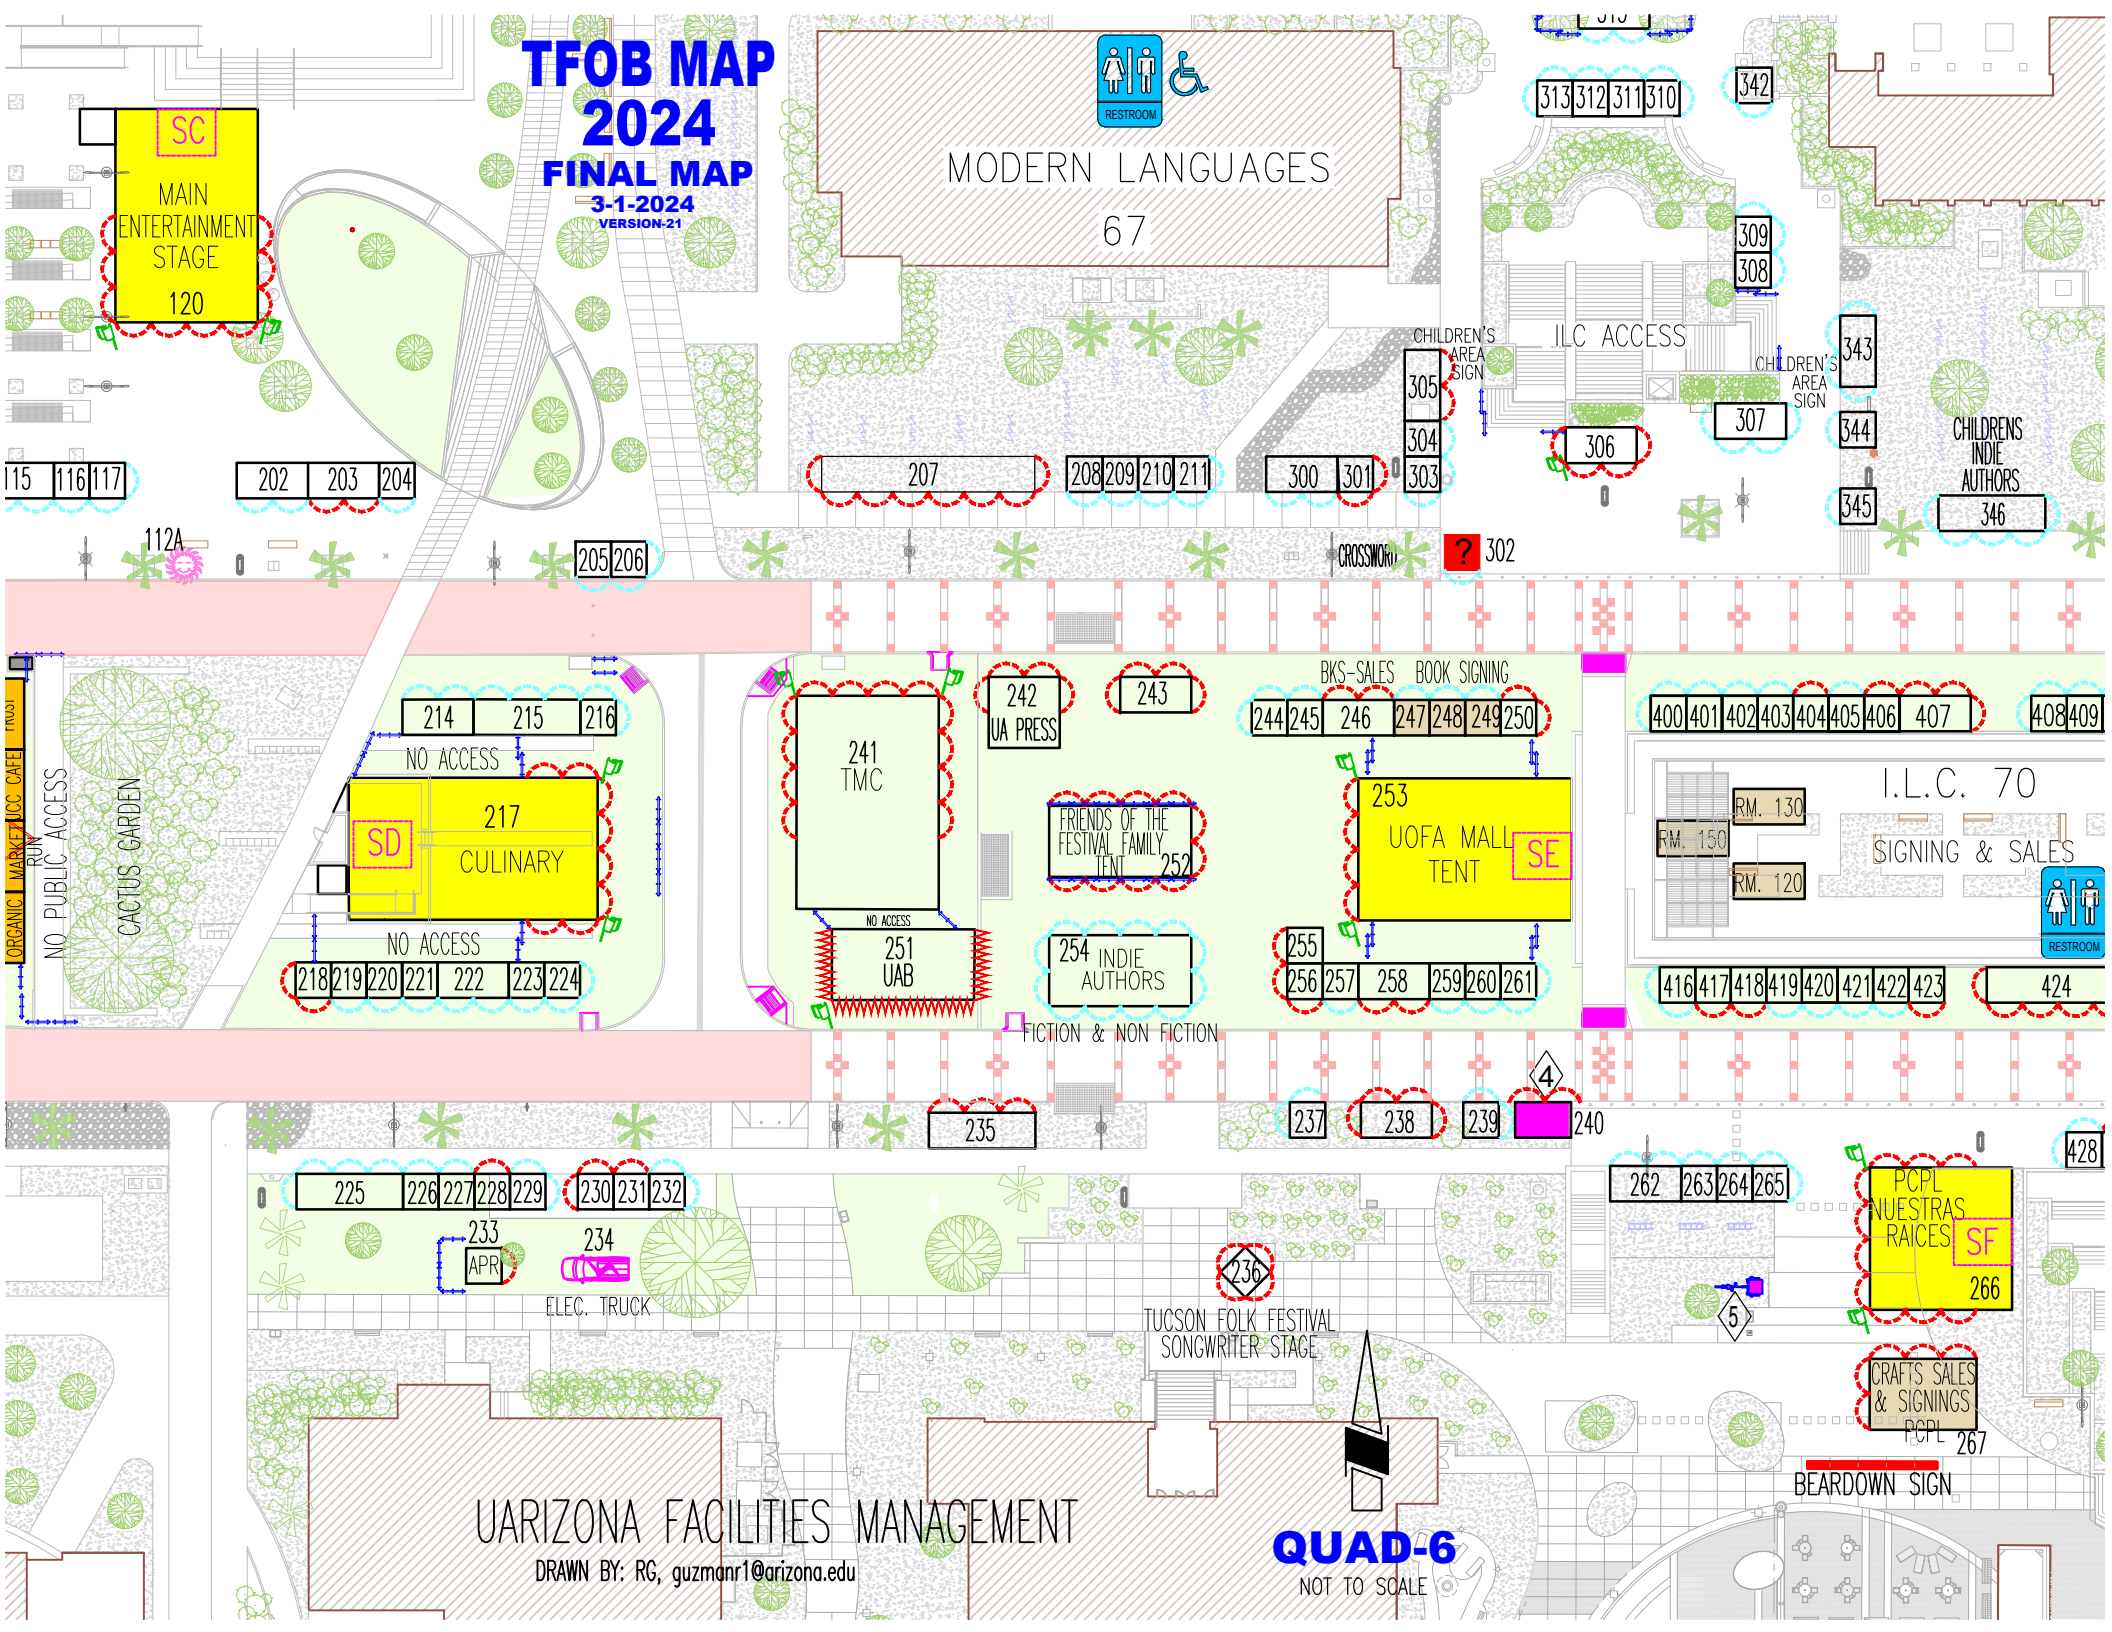 TFOB MAP
2024
FINAL MAP
3-1-2024
VERSION-21
RESTROOM
MODERN LANGUAGES
67
313 312 311 310
342
SC
MAIN
ENTERTAINMENT
STAGE
120
309
308
ILC ACCESS
CHILDREN'S
AREA
SIGN
CHILDREN'S
AREA
SIGN
343
344
345
305
304
303
306
307
CHILDRENS
INDIE
AUTHORS
346
115 116 117
202 203 204
207
208 209 210 211
300 301
112A
205 206
CROSSWORD
? 302
BKS-SALES BOOK SIGNING
214 215 216
NO ACCESS
217
SD
CULINARY
NO ACCESS
218 219 220 221 222 223 224
TRUST
UCC CAFE
MARKET
ORGANIC
RUN
NO PUBLIC ACCESS
CACTUS GARDEN
241
TMC
NO ACCESS
251
UAB
242
UA PRESS
243
FRIENDS OF THE
FESTIVAL FAMILY
TENT 252
254 INDIE
AUTHORS
FICTION & NON FICTION
244 245 246 247 248 249 250
253
UOFA MALL
TENT
SE
255
256 257 258 259 260 261
400 401 402 403 404 405 406 407 408 409
I.L.C. 70
RM. 130
RM. 150
RM. 120
SIGNING & SALES
RESTROOM
416 417 418 419 420 421 422 423 424
235
237 238 239 240
4
225 226 227 228 229 230 231 232
233
APR
234
ELEC. TRUCK
236
TUCSON FOLK FESTIVAL
SONGWRITER STAGE
262 263 264 265
428
5
PCPL
NUESTRAS
RAICES
SF
266
CRAFTS SALES
& SIGNINGS
PCPL
267
BEARDOWN SIGN
UARIZONA FACILITIES MANAGEMENT
DRAWN BY: RG, guzmanr1@arizona.edu
QUAD-6
NOT TO SCALE